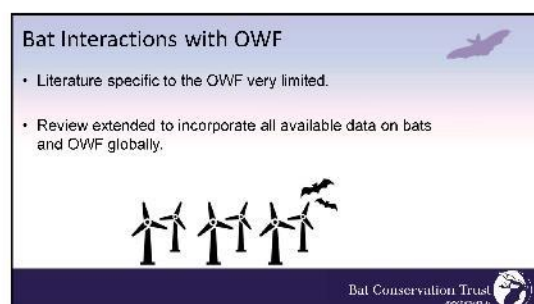 Bat Interactions with OWF
• Literature specific to the OWF very limited.
• Review extended to incorporate all available data on bats
and OWF globally.
Bat Conservation Trust